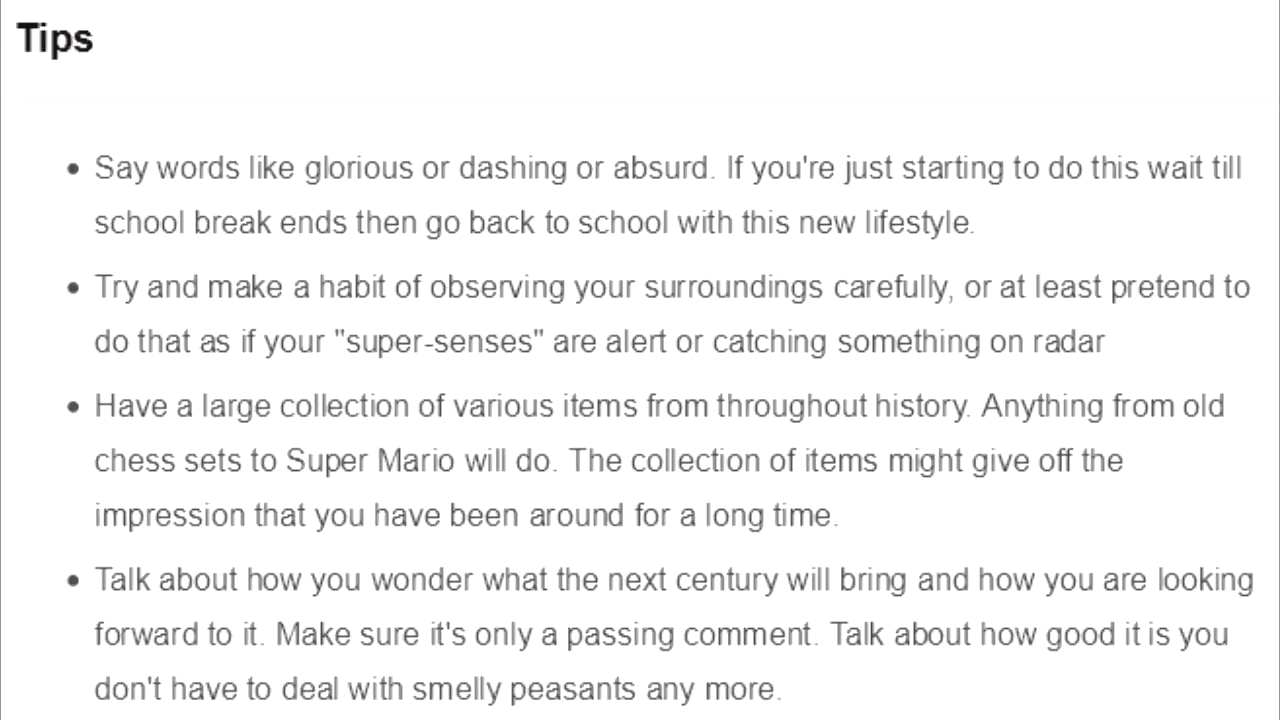 Tips
Say words like glorious or dashing or absurd. If you're just starting to do this wait till
school break ends then go back to school with this new lifestyle.
Try and make a habit of observing your surroundings carefully, or at least pretend to
do that as if your "super-senses" are alert or catching something on radar
Have a large collection of various items from throughout history. Anything from old
chess sets to Super Mario will do. The collection of items might give off the
impression that you have been around for a long time.
Talk about how you wonder what the next century will bring and how you are looking
forward to it. Make sure it's only a passing comment. Talk about how good it is you
don't have to deal with smelly peasants any more.